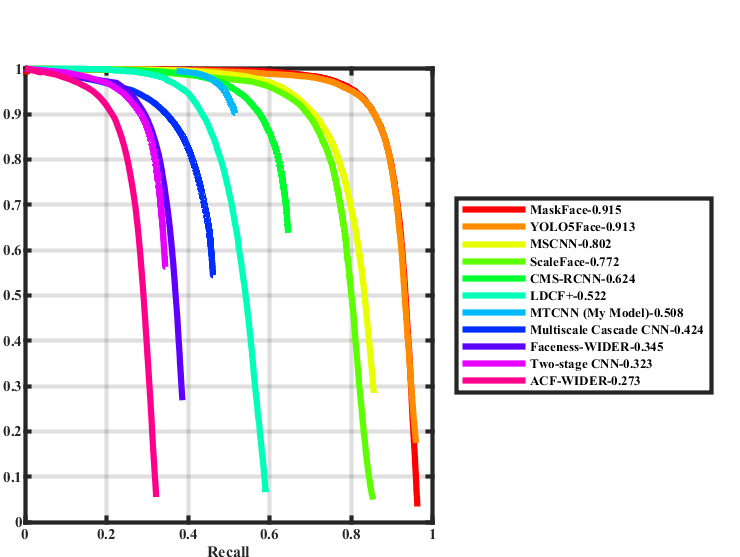 1
0.9
0.8
0.7
0.6
0.5
0.4
0.3
0.2
0.1
0
0 0.2 0.4 0.6 0.8 1
Recall
MaskFace-0.915
YOLO5Face-0.913
MSCNN-0.802
ScaleFace-0.772
CMS-RCNN-0.624
LDCF+-0.522
MTCNN (My Model)-0.508
Multiscale Cascade CNN-0.424
Faceness-WIDER-0.345
Two-stage CNN-0.323
ACF-WIDER-0.273